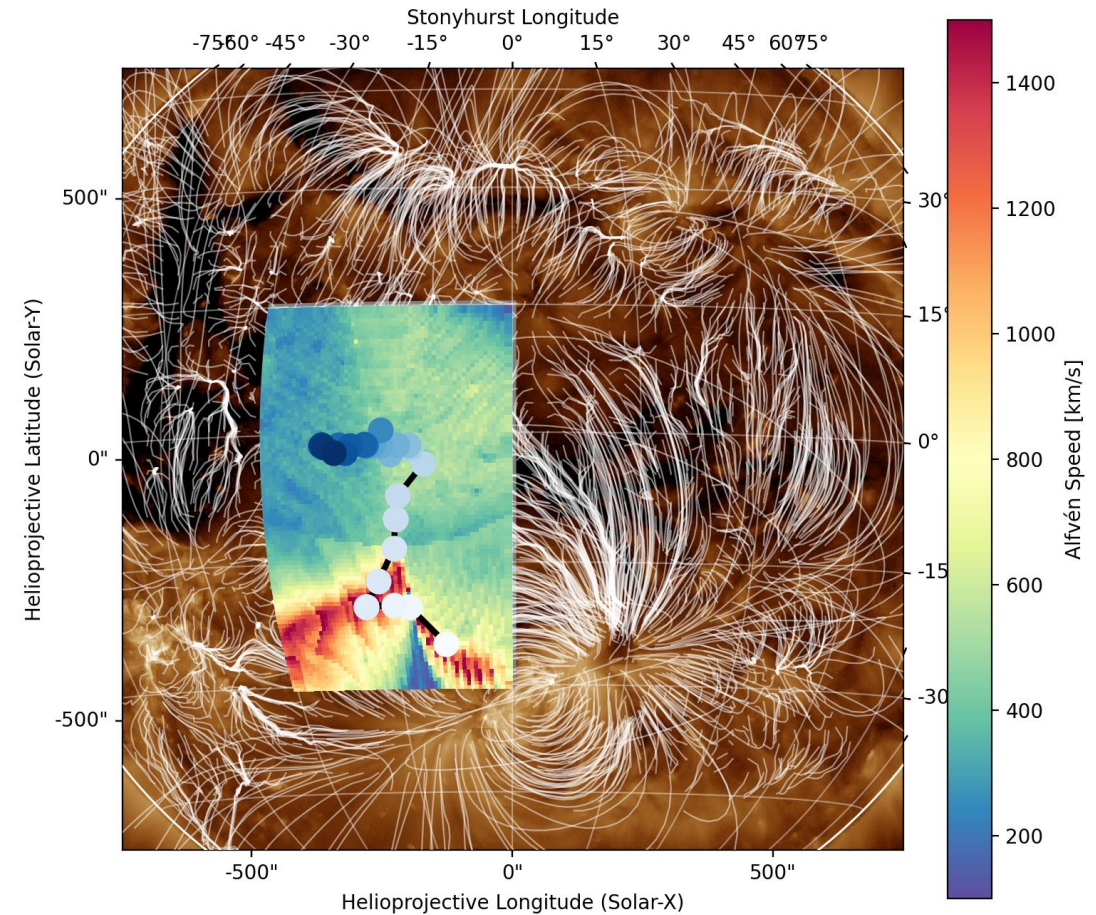 Stonyhurst Longitude
-75° -60° -45° -30° -15° 0° 15° 30° 45° 60° 75°
500"
0"
-500"
Helioprojective Latitude (Solar-Y)
30°
15°
0°
-15
-30
-500" 0" 500"
Helioprojective Longitude (Solar-X)
1400
1200
1000
800
600
400
200
Alfvén Speed [km/s]